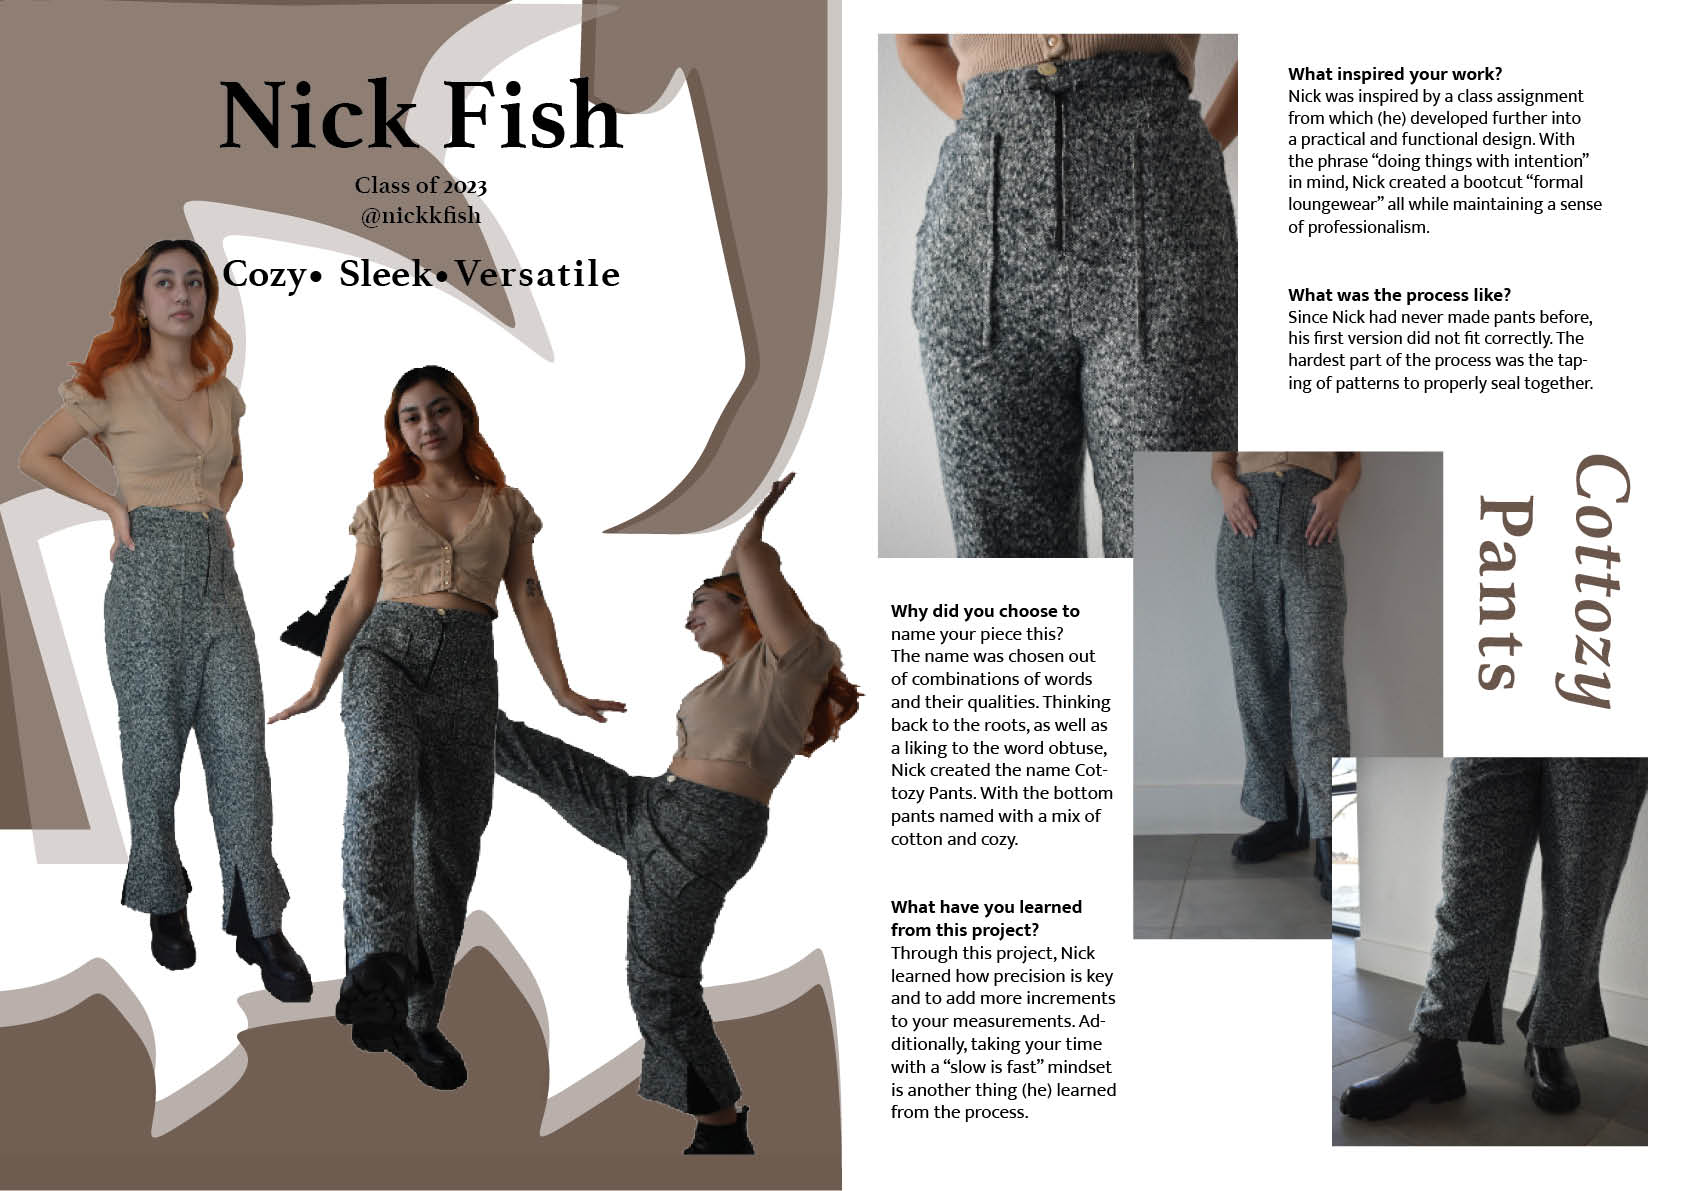 Nick Fish
Class of 2023
@nickkfish
Cozy• Sleek•Versatile
What inspired your work?
Nick was inspired by a class assignment
from which (he) developed further into
a practical and functional design. With
the phrase “doing things with intention”
in mind, Nick created a bootcut “formal
loungewear” all while maintaining a sense
of professionalism.
What was the process like?
Since Nick had never made pants before,
his first version did not fit correctly. The
hardest part of the process was the tap-
ing of patterns to properly seal together.
Cottozy
Pants
Why did you choose to
name your piece this?
The name was chosen out
of combinations of words
and their qualities. Thinking
back to the roots, as well as
a liking to the word obtuse,
Nick created the name Cot-
tozy Pants. With the bottom
pants named with a mix of
cotton and cozy.
What have you learned
from this project?
Through this project, Nick
learned how precision is key
and to add more increments
to your measurements. Ad-
ditionally, taking your time
with a “slow is fast” mindset
is another thing (he) learned
from the process.